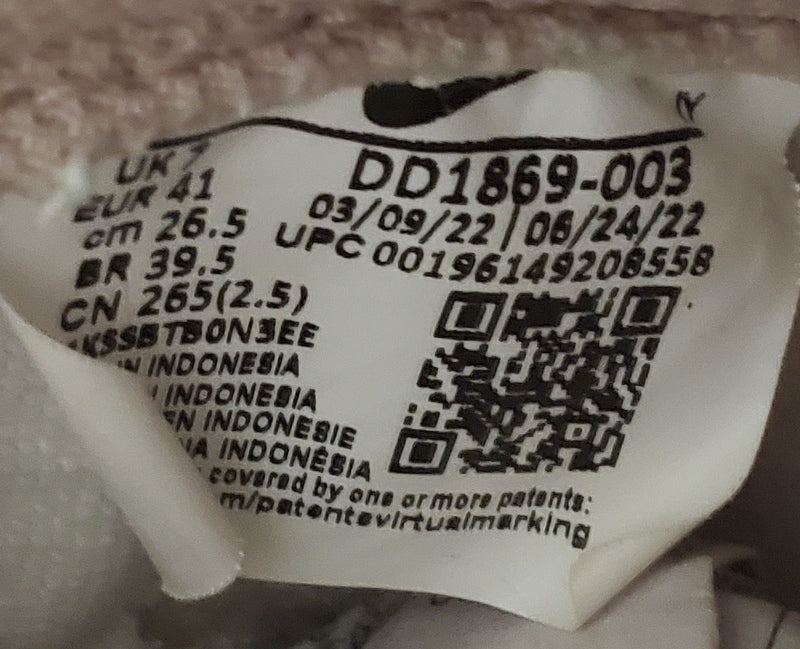 UK 7
EUR 41
cm 26.5
BR 39.5
CN 265(2.5)
DD1869-003
03/09/22 | 06/24/22
UPC 00196149208558
INDONESIA
INDONESIA
EN INDONESIE
INDONÉSIA
covered by one or more patents:
m/patentsvirtualmarking